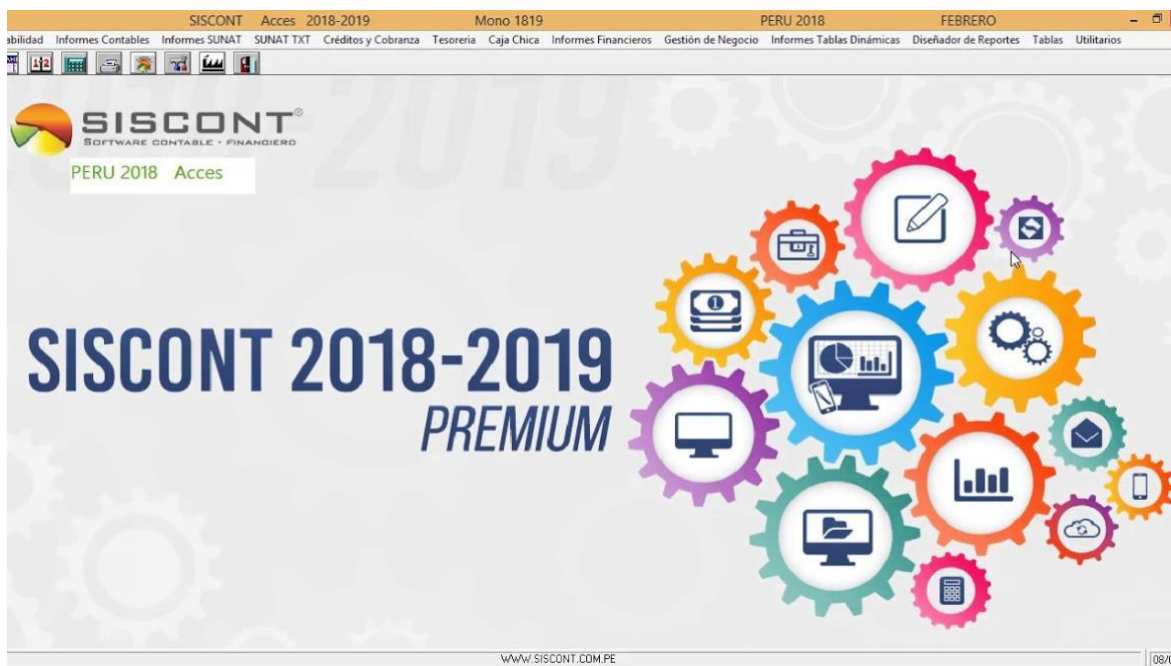 SISCONT Acces 2018-2019 Mono 1819 PERU 2018 FEBRERO
abilidad Informes Contables Informes SUNAT SUNAT TXT Créditos y Cobranza Tesoreria Caja Chica Informes Financieros Gestión de Negocio Informes Tablas Dinámicas Diseñador de Reportes Tablas Utilitarios
SISCONT®
SOFTWARE CONTABLE - FINANCIERO
PERU 2018 Acces
SISCONT 2018-2019
PREMIUM
WWW.SISCONT.COM.PE